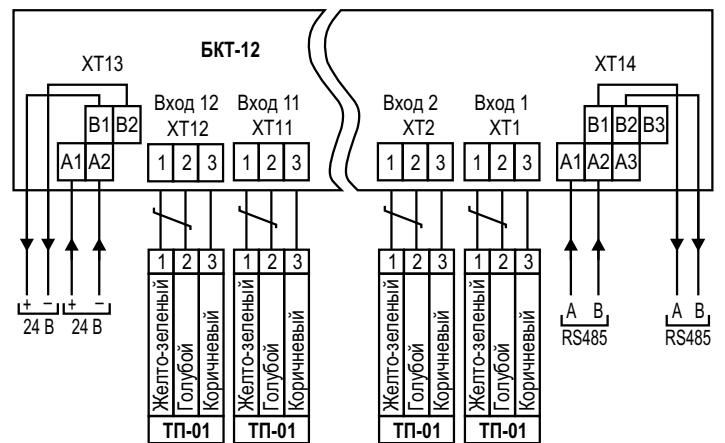 БКТ-12
XT13
XT14
Вход 12
Вход 11
Вход 2
Вход 1
XT12
XT11
XT2
XT1
B1 B2
B1 B2 B3
A1 A2
1 2 3
1 2 3
1 2 3
1 2 3
A1 A2 A3
1 2 3
1 2 3
1 2 3
1 2 3
Желто-зеленый
Голубой
Коричневый
Желто-зеленый
Голубой
Коричневый
Желто-зеленый
Голубой
Коричневый
Желто-зеленый
Голубой
Коричневый
+ − + −
24 В 24 В
A B
RS485
A B
RS485
ТП-01
ТП-01
ТП-01
ТП-01